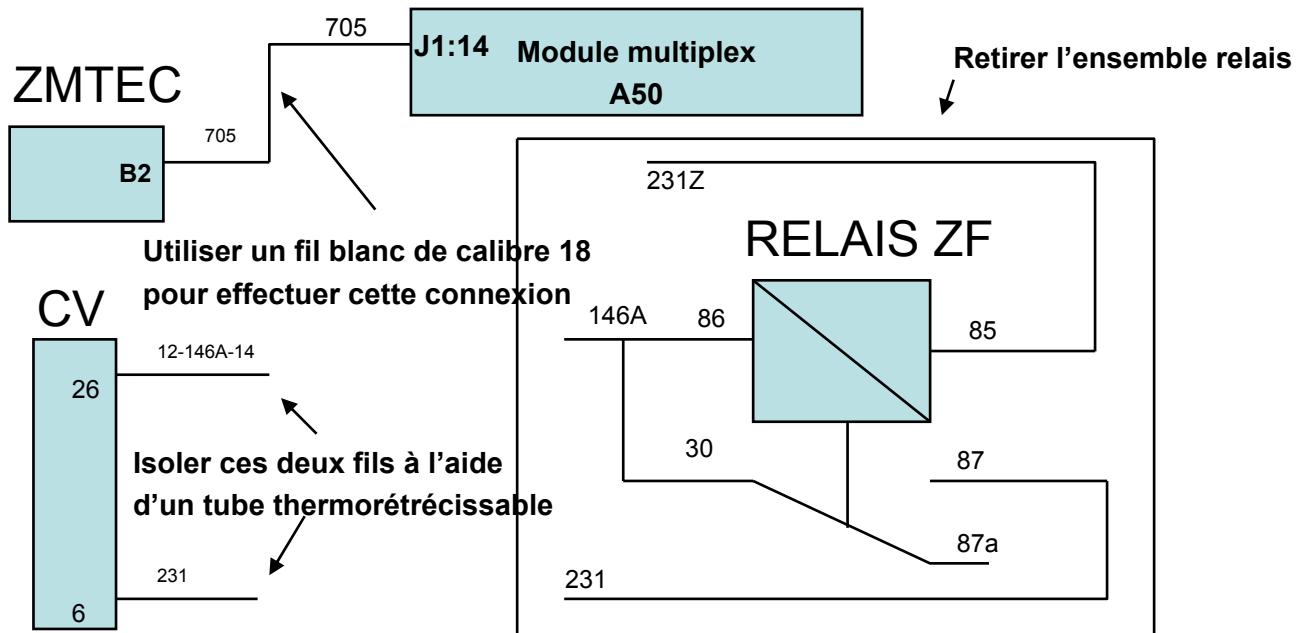 705
J1:14
Module multiplex
A50
Retirer l’ensemble relais
ZMTEC
705
B2
231Z
RELAIS ZF
Utiliser un fil blanc de calibre 18
pour effectuer cette connexion
CV
146A
86
85
12-146A-14
26
30
87
Isoler ces deux fils à l’aide
d’un tube thermorétrécissable
87a
231
231
6